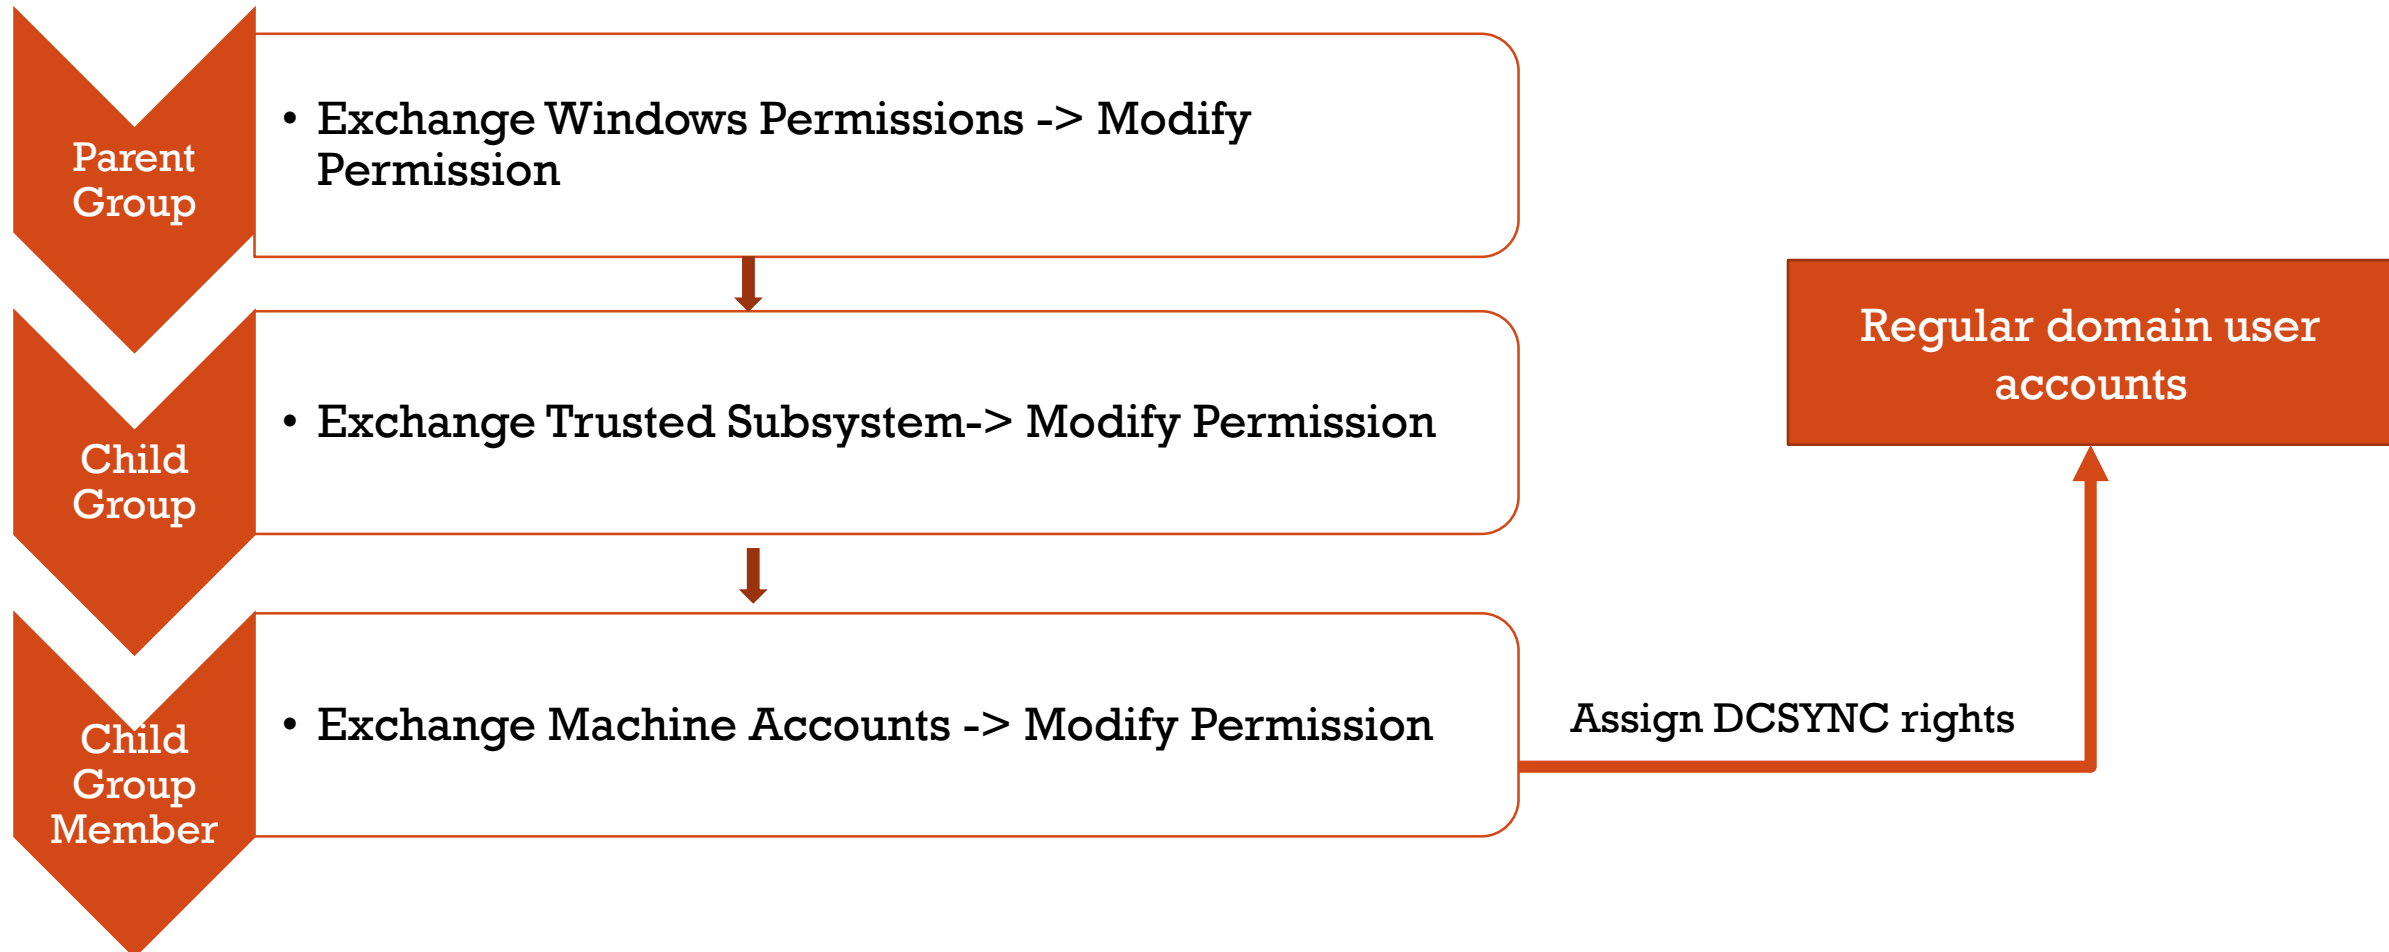 Parent
Group
• Exchange Windows Permissions -> Modify
Permission
Child
Group
• Exchange Trusted Subsystem-> Modify Permission
Child
Group
Member
• Exchange Machine Accounts -> Modify Permission
Assign DCSYNC rights
Regular domain user
accounts